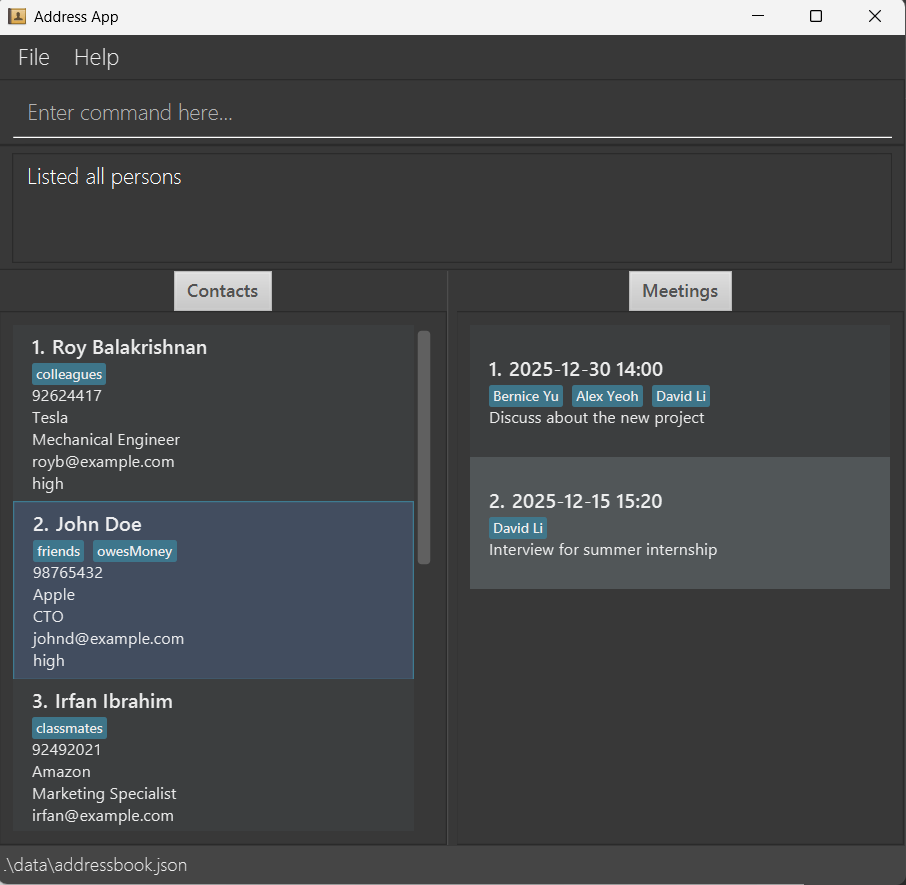 Address App
File Help
Enter command here...
Listed all persons
Contacts
1. Roy Balakrishnan
colleagues
92624417
Tesla
Mechanical Engineer
royb@example.com
high
2. John Doe
friends owesMoney
98765432
Apple
CTO
johnd@example.com
high
3. Irfan Ibrahim
classmates
92492021
Amazon
Marketing Specialist
irfan@example.com
Meetings
1. 2025-12-30 14:00
Bernice Yu Alex Yeoh David Li
Discuss about the new project
2. 2025-12-15 15:20
David Li
Interview for summer internship
.\data\addressbook.json